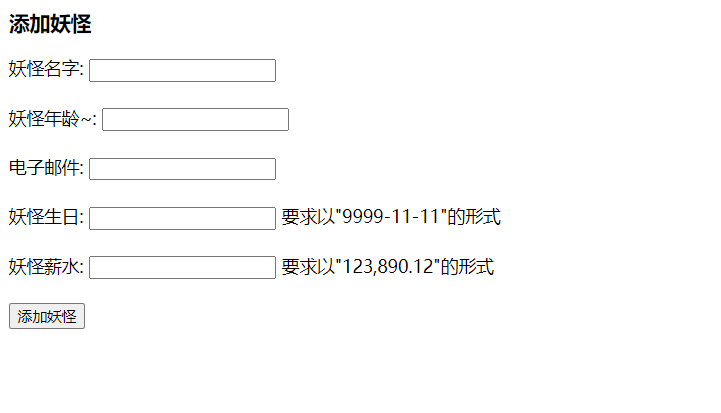 添加妖怪
妖怪名字:
妖怪年龄~:
电子邮件:
妖怪生日: 要求以"9999-11-11"的形式
妖怪薪水: 要求以"123,890.12"的形式
添加妖怪